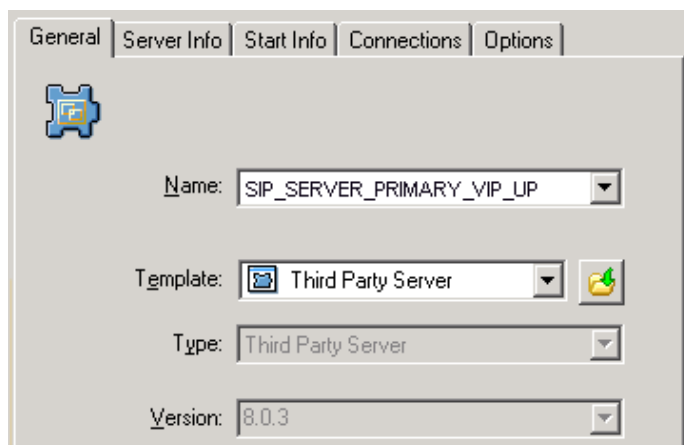 General Server Info Start Info Connections Options
Name: SIP_SERVER_PRIMARY_VIP_UP
Template: Third Party Server
Type: Third Party Server
Version: 8.0.3